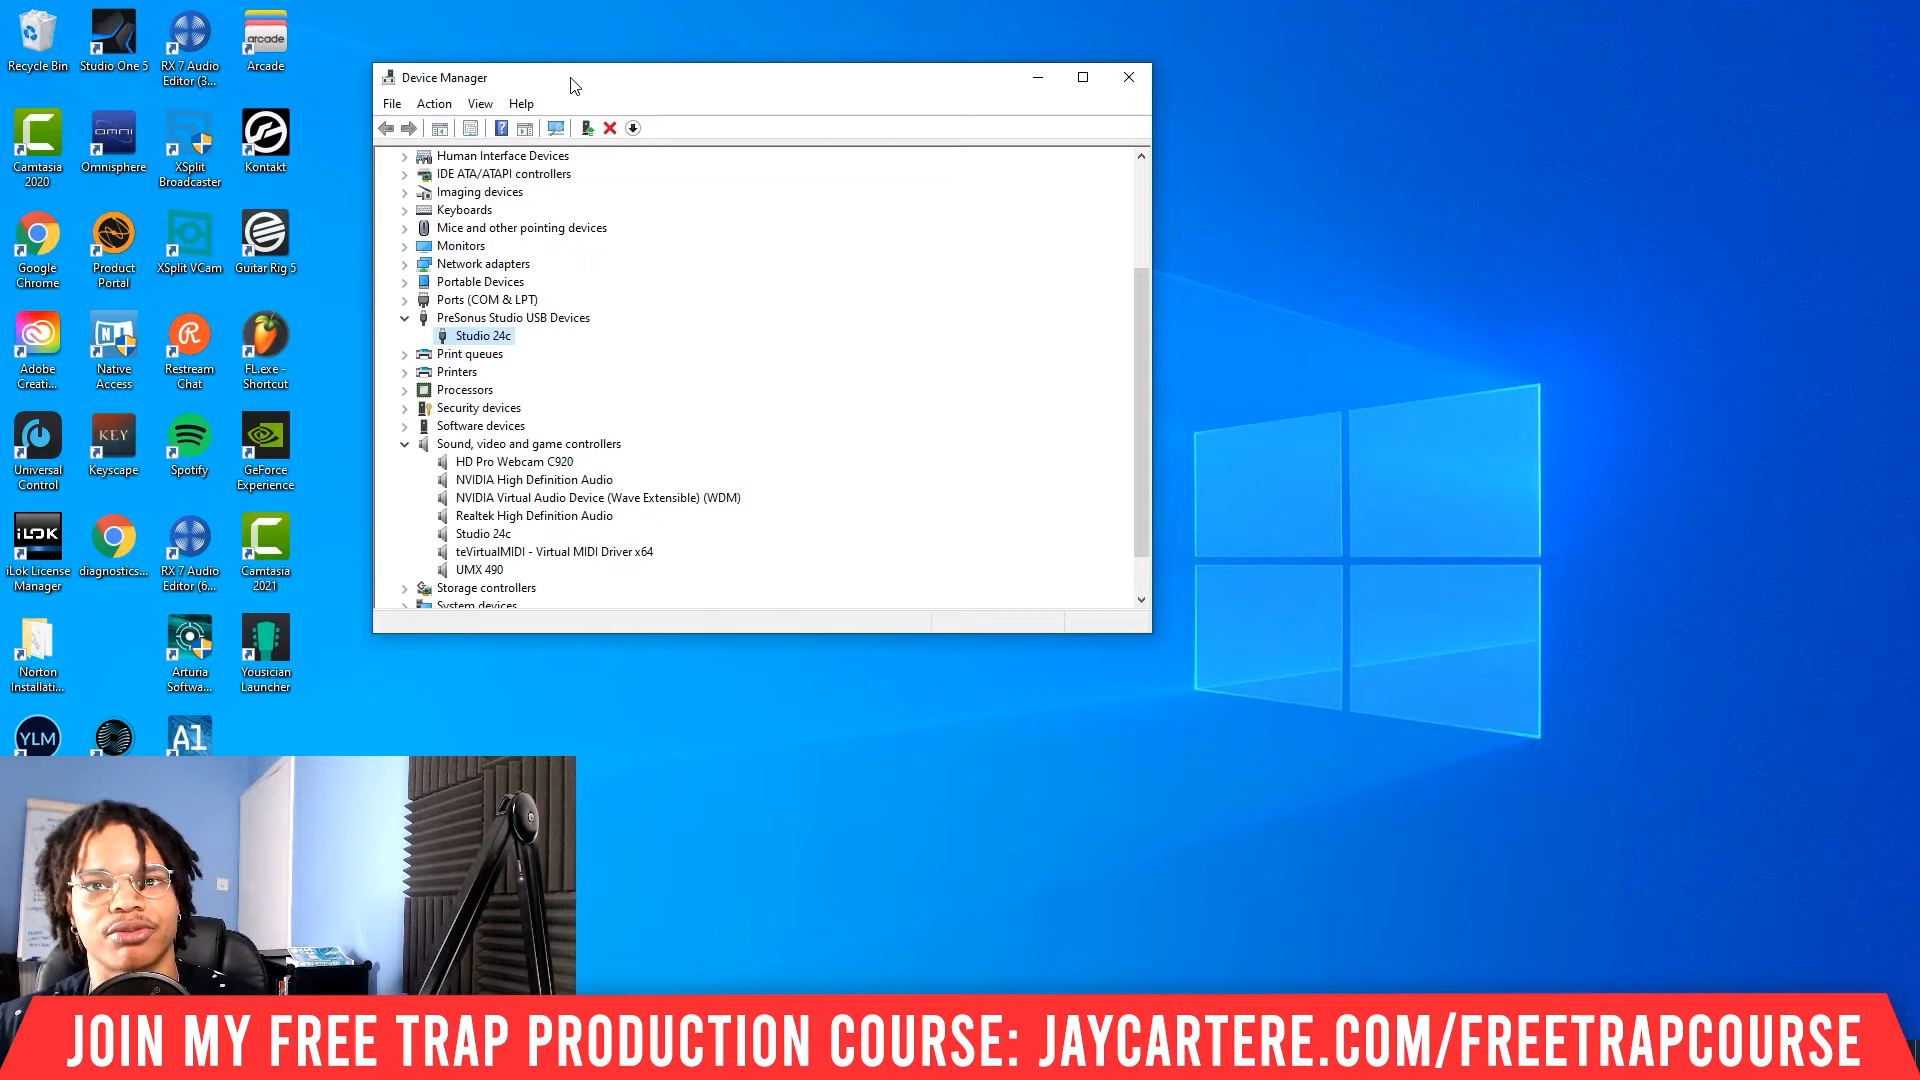 Recycle Bin
Studio One 5
RX 7 Audio
Editor (3...
arcade
Arcade
Camtasia
2020
OMNI
Omnisphere
XSplit
Broadcaster
Kontakt
Google
Chrome
Product
Portal
XSplit VCam
Guitar Rig 5
Adobe
Creati...
Native
Access
Restream
Chat
FL.exe -
Shortcut
Universal
Control
KEY
Keyscape
Spotify
GeForce
Experience
iLOK
iLok License
Manager
diagnostics...
RX 7 Audio
Editor (6...
Camtasia
2021
Norton
Installati...
Arturia
Softwa...
Yousician
Launcher
YLM
Device Manager
File Action View Help
Human Interface Devices
IDE ATA/ATAPI controllers
Imaging devices
Keyboards
Mice and other pointing devices
Monitors
Network adapters
Portable Devices
Ports (COM & LPT)
PreSonus Studio USB Devices
Studio 24c
Print queues
Printers
Processors
Security devices
Software devices
Sound, video and game controllers
HD Pro Webcam C920
NVIDIA High Definition Audio
NVIDIA Virtual Audio Device (Wave Extensible) (WDM)
Realtek High Definition Audio
Studio 24c
teVirtualMIDI - Virtual MIDI Driver x64
UMX 490
Storage controllers
System devices
JOIN MY FREE TRAP PRODUCTION COURSE: JAYCARTERE.COM/FREETRAPCOURSE